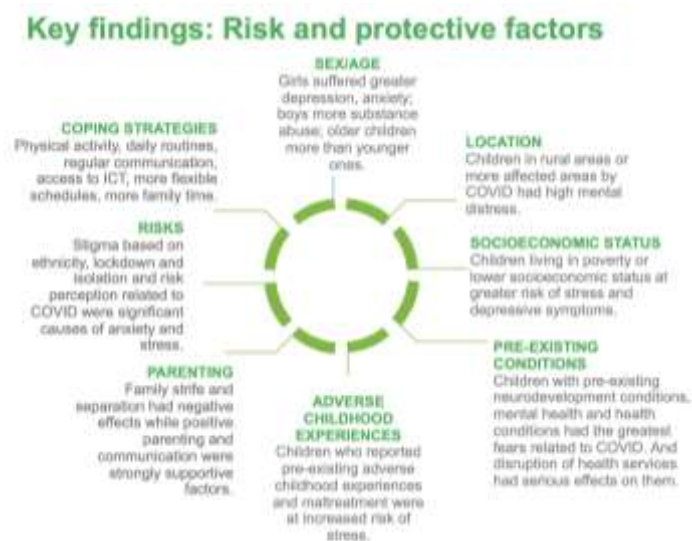 Key findings: Risk and protective factors
SEX/AGE
Girls suffered greater
depression, anxiety;
boys more substance
abuse; older children
more than younger
ones.
LOCATION
Children in rural areas or
more affected areas by
COVID had high mental
distress.
SOCIOECONOMIC STATUS
Children living in poverty or
lower socioeconomic status at
greater risk of stress and
depressive symptoms.
PRE-EXISTING
CONDITIONS
Children with pre-existing
neurodevelopment conditions,
mental health and health
conditions had the greatest
fears related to COVID. And
disruption of health services
had serious effects on them.
ADVERSE
CHILDHOOD
EXPERIENCES
Children who reported
pre-existing adverse
childhood experiences
and maltreatment were
at increased risk of
stress.
PARENTING
Family strife and
separation had negative
effects while positive
parenting and
communication were
strongly supportive
factors.
RISKS
Stigma based on
ethnicity, lockdown and
isolation and risk
perception related to
COVID were significant
causes of anxiety and
stress.
COPING STRATEGIES
Physical activity, daily routines,
regular communication,
access to ICT, more flexible
schedules, more family time.